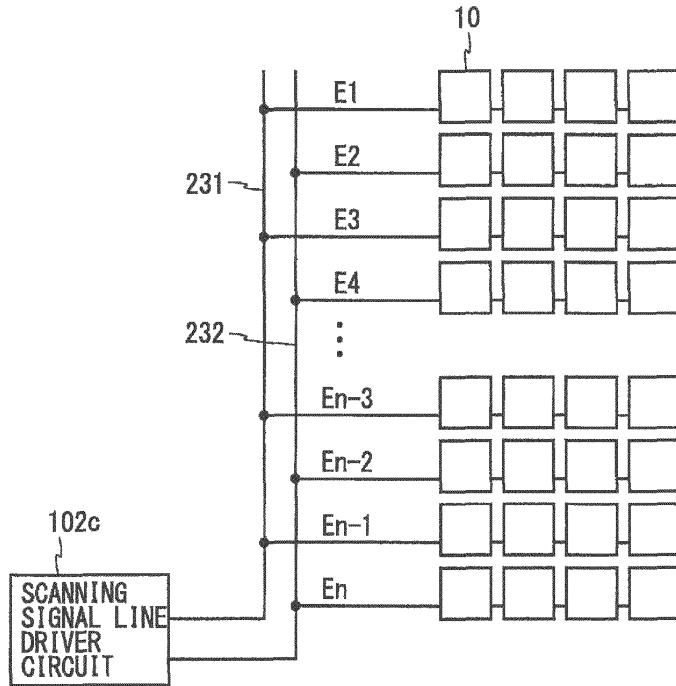 10
E1
E2
231
E3
E4
232
En-3
En-2
102c
En-1
SCANNING
SIGNAL LINE
DRIVER
CIRCUIT
En